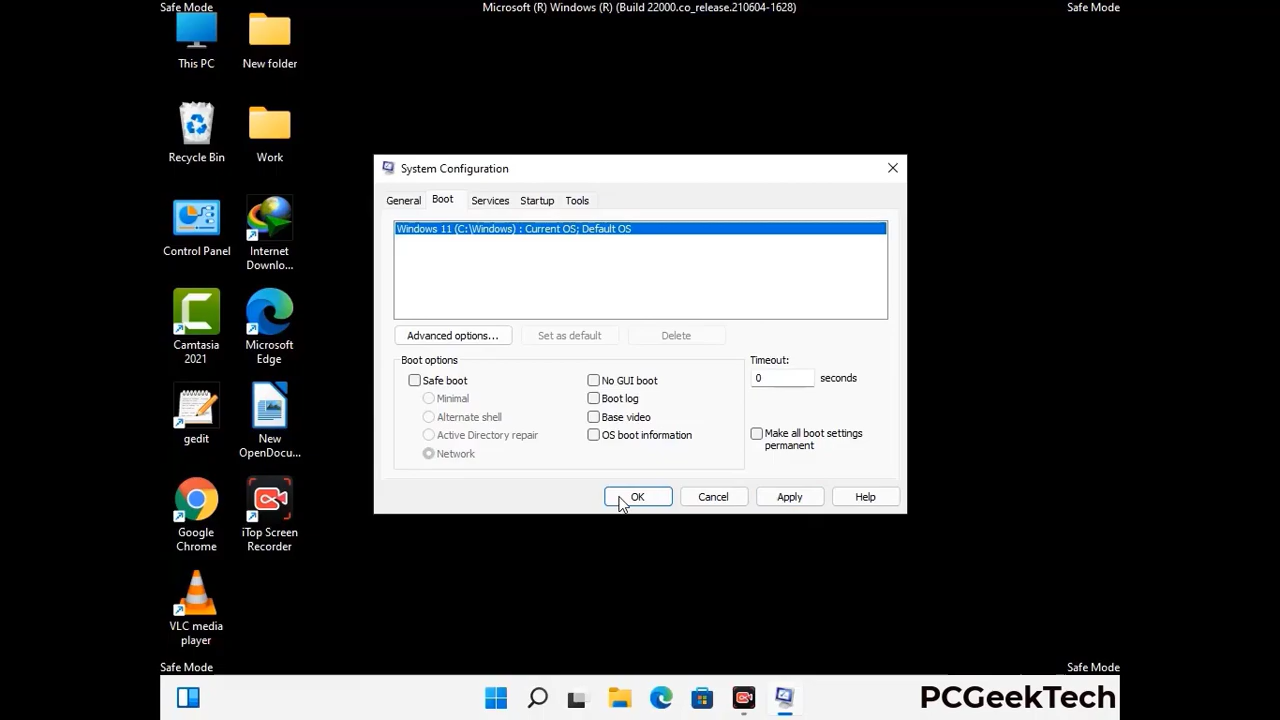 Safe Mode
Microsoft (R) Windows (R) (Build 22000.co_release.210604-1628)
Safe Mode
This PC
New folder
Recycle Bin
Work
Control Panel
Internet
Downlo...
Camtasia
2021
Microsoft
Edge
gedit
New
OpenDocu...
Google
Chrome
iTop Screen
Recorder
VLC media
player
System Configuration
General
Boot
Services
Startup
Tools
Windows 11 (C:\Windows) : Current OS; Default OS
Advanced options...
Set as default
Delete
Boot options
Safe boot
Minimal
Alternate shell
Active Directory repair
Network
No GUI boot
Boot log
Base video
OS boot information
Timeout:
0 seconds
Make all boot settings
permanent
OK
Cancel
Apply
Help
Safe Mode
Safe Mode
PCGeekTech